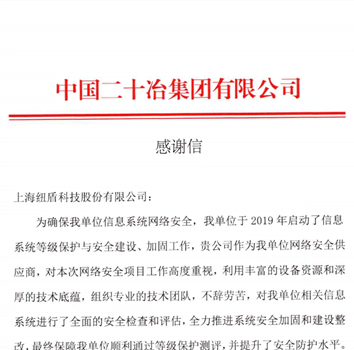 中国二十冶集团有限公司
感谢信
上海纽盾科技股份有限公司：
为确保我单位信息系统网络安全，我单位于 2019 年启动了信息
系统等级保护与安全建设、加固工作，贵公司作为我单位网络安全供
应商，对本次网络安全项目工作高度重视，利用丰富的设备资源和深
厚的技术底蕴，组织专业的技术团队，不辞劳苦，对我单位相关信息
系统进行了全面的安全检查和评估，全力推进系统安全加固和建设整
改，最终保障我单位顺利通过等级保护测评，并提升了安全防护水平。